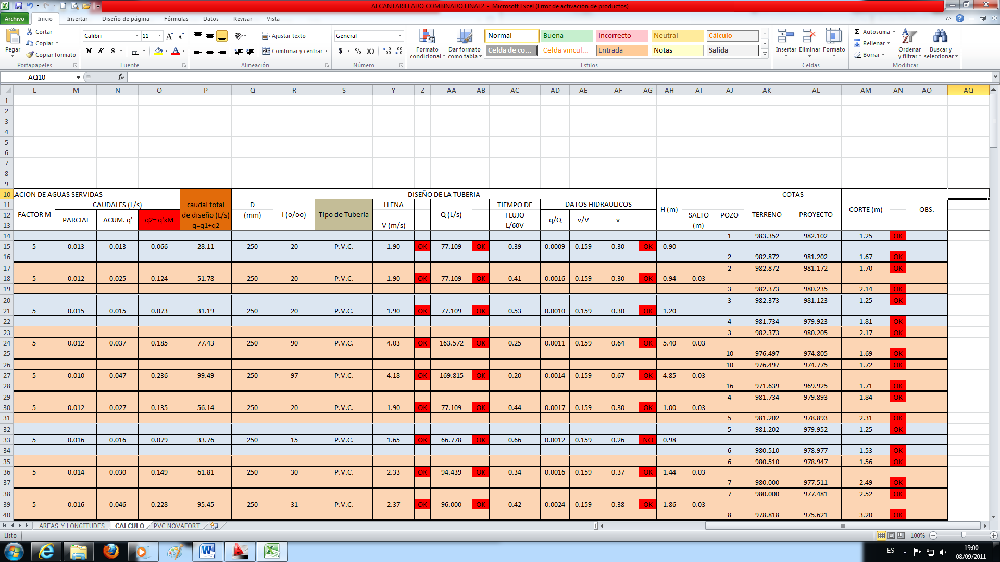 ALCANTARILLADO COMBINADO FINAL2 - Microsoft Excel (Error de activación de productos)
Archivo Inicio Insertar Diseño de página Fórmulas Datos Revisar Vista
Pegar Cortar Copiar Copiar formato Portapapeles
Calibri 11 N K S Fuente
Ajustar texto Combinar y centrar Alineación
General $ % 000 Número
Formato condicional Dar formato como tabla
Normal Buena Incorrecto Neutral Cálculo
Celda de co... Celda vincul... Entrada Notas Salida
Estilos
Insertar Eliminar Formato Celdas
Σ Autosuma Rellenar Borrar Ordenar y filtrar Buscar y seleccionar Modificar
AQ10 fx
L M N O P Q R S Y Z AA AB AC AD AE AF AG AH AI AJ AK AL AM AN AO AQ
1
2
3
4
5
6
7
8
9
10 LACION DE AGUAS SERVIDAS DISEÑO DE LA TUBERIA COTAS
11 CAUDALES (L/s) caudal total D LLENA TIEMPO DE DATOS HIDRAULICOS
12 FACTOR M PARCIAL ACUM. q' q2= q'xM de diseño (L/s) (mm) I (o/oo) Tipo de Tuberia Q (L/s) FLUJO q/Q v/V v H (m) SALTO POZO TERRENO PROYECTO CORTE (m) OBS.
13 q=q1+q2 V (m/s) L/60V (m)
14 1 983.352 982.102 1.25 OK
15 5 0.013 0.013 0.066 28.11 250 20 P.V.C. 1.90 OK 77.109 OK 0.39 0.0009 0.159 0.30 OK 0.90
16 2 982.872 981.202 1.67 OK
17 2 982.872 981.172 1.70 OK
18 5 0.012 0.025 0.124 51.78 250 20 P.V.C. 1.90 OK 77.109 OK 0.41 0.0016 0.159 0.30 OK 0.94 0.03
19 3 982.373 980.235 2.14 OK
20 3 982.373 981.123 1.25 OK
21 5 0.015 0.015 0.073 31.19 250 20 P.V.C. 1.90 OK 77.109 OK 0.53 0.0010 0.159 0.30 OK 1.20
22 4 981.734 979.923 1.81 OK
23 3 982.373 980.205 2.17 OK
24 5 0.012 0.037 0.185 77.43 250 90 P.V.C. 4.03 OK 163.572 OK 0.25 0.0011 0.159 0.64 OK 5.40 0.03
25 10 976.497 974.805 1.69 OK
26 10 976.497 974.775 1.72 OK
27 5 0.010 0.047 0.236 99.49 250 97 P.V.C. 4.18 OK 169.815 OK 0.20 0.0014 0.159 0.67 OK 4.85 0.03
28 16 971.639 969.925 1.71 OK
29 4 981.734 979.893 1.84 OK
30 5 0.012 0.027 0.135 56.14 250 20 P.V.C. 1.90 OK 77.109 OK 0.44 0.0017 0.159 0.30 OK 1.00 0.03
31 5 981.202 978.893 2.31 OK
32 5 981.202 979.952 1.25 OK
33 5 0.016 0.016 0.079 33.76 250 15 P.V.C. 1.65 OK 66.778 OK 0.66 0.0012 0.159 0.26 NO 0.98
34 6 980.510 978.977 1.53 OK
35 6 980.510 978.947 1.56 OK
36 5 0.014 0.030 0.149 61.81 250 30 P.V.C. 2.33 OK 94.439 OK 0.34 0.0016 0.159 0.37 OK 1.44 0.03
37 7 980.000 977.511 2.49 OK
38 7 980.000 977.481 2.52 OK
39 5 0.016 0.046 0.228 95.45 250 31 P.V.C. 2.37 OK 96.000 OK 0.42 0.0024 0.159 0.38 OK 1.86 0.03
40 8 978.818 975.621 3.20 OK
AREAS Y LONGITUDES CALCULO PVC NOVAFORT
Listo 100%
ES 19:00
08/09/2011